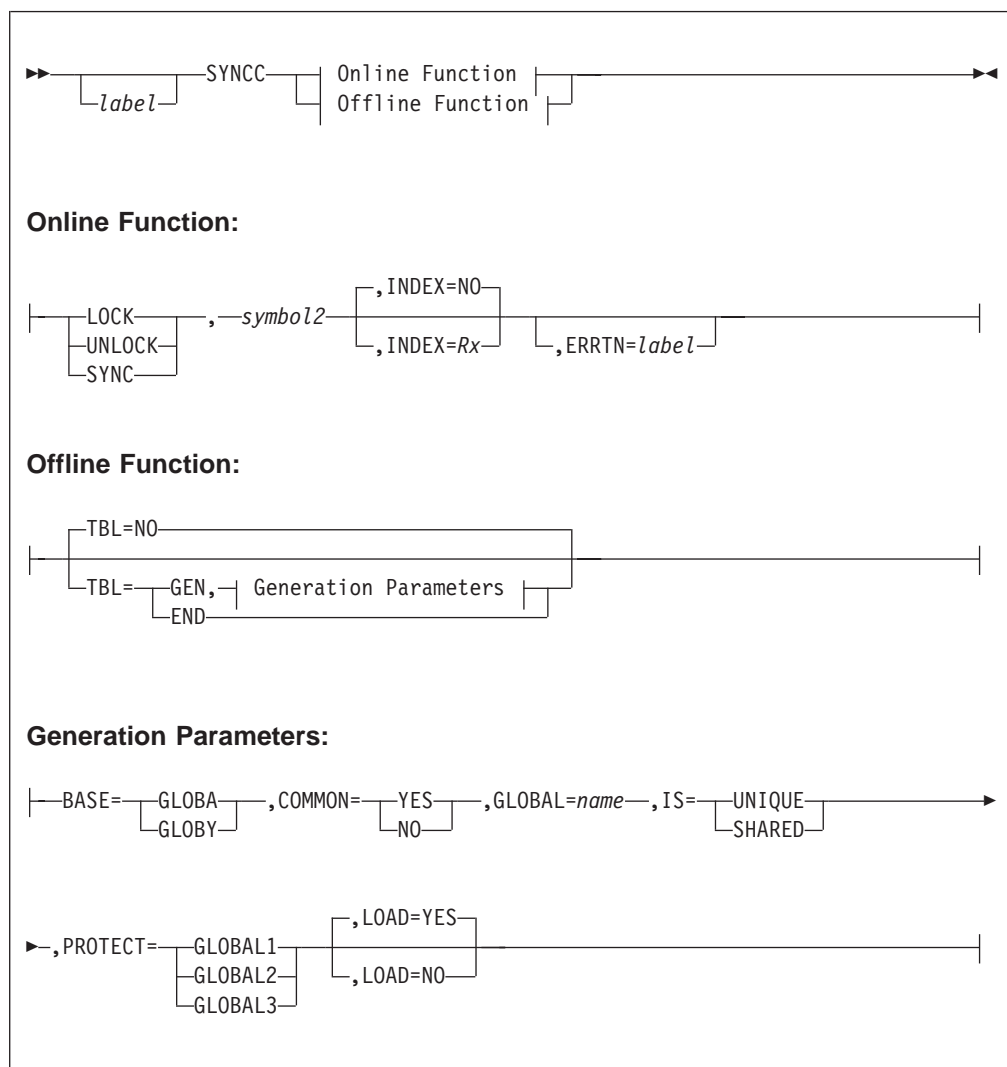 SYNCC Online Function
label Offline Function
Online Function:
,INDEX=NO
LOCK , symbol2
UNLOCK ,INDEX=Rx ,ERRTN=label
SYNC
Offline Function:
TBL=NO
TBL= GEN, Generation Parameters
END
Generation Parameters:
BASE= GLOBA ,COMMON= YES ,GLOBAL=name ,IS= UNIQUE
GLOBY NO SHARED
,LOAD=YES
,PROTECT= GLOBAL1
GLOBAL2 ,LOAD=NO
GLOBAL3